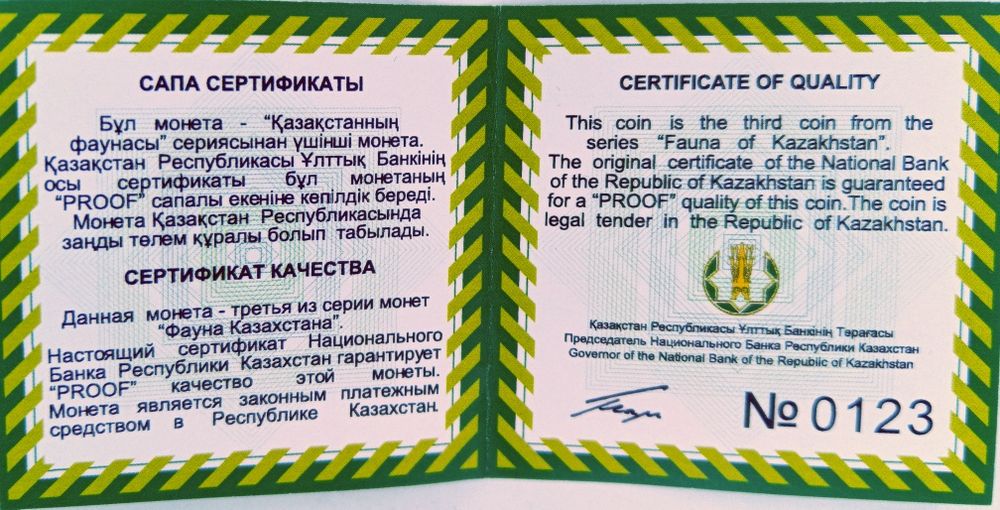 САПА СЕРТИФИКАТЫ
Бұл монета - “Қазақстанның
фаунасы” сериясынан үшінші монета.
Қазақстан Республикасы Ұлттық Банкінің
осы сертификаты бұл монетаның
“PROOF” сапалы екеніне кепілдік береді.
Монета Қазақстан Республикасында
заңды төлем құралы болып табылады.
СЕРТИФИКАТ КАЧЕСТВА
Данная монета - третья из серии монет
“Фауна Казахстана”.
Настоящий сертификат Национального
Банка Республики Казахстан гарантирует
“PROOF” качество этой монеты.
Монета является законным платежным
средством в Республике Казахстан.
CERTIFICATE OF QUALITY
This coin is the third coin from the
series “Fauna of Kazakhstan”.
The original certificate of the National Bank
of the Republic of Kazakhstan is guaranteed
for a “PROOF” quality of this coin.The coin is
legal tender in the Republic of Kazakhstan.
Қазақстан Республикасы Ұлттық Банкінің Төрағасы
Председатель Национального Банка Республики Казахстан
Governor of the National Bank of the Republic of Kazakhstan
№ 0123